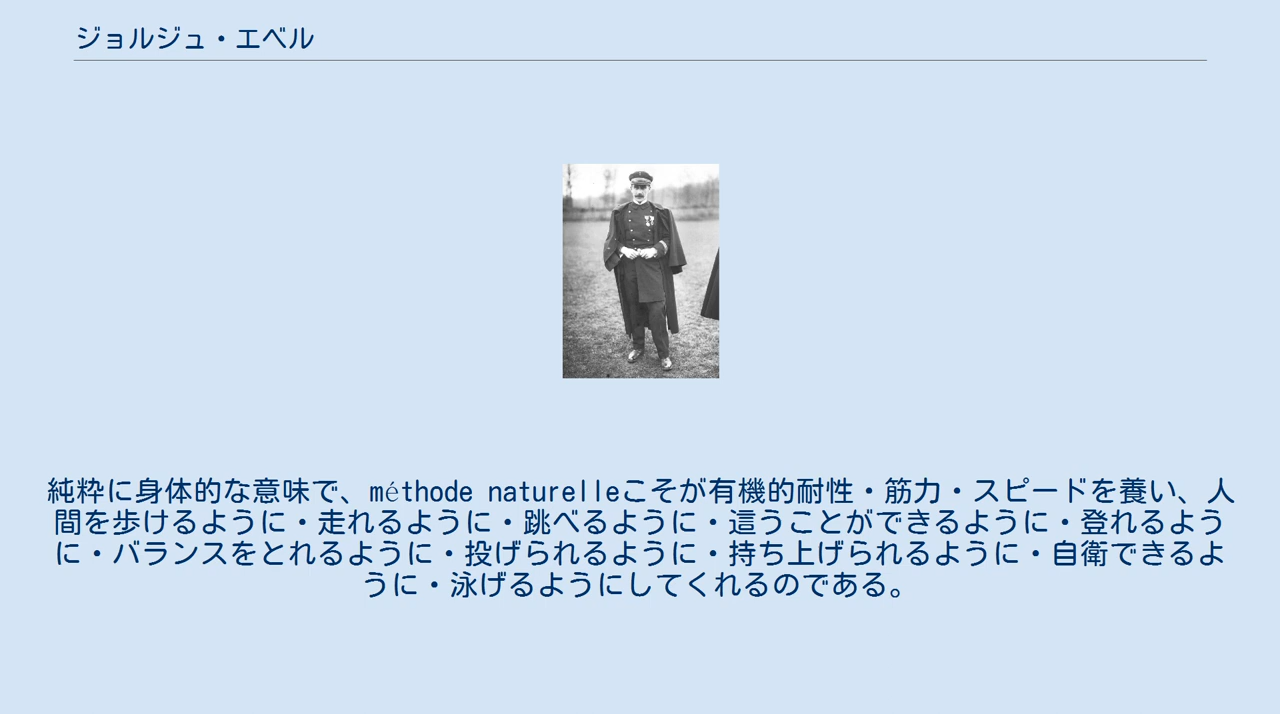 ジョルジュ・エベル
純粋に身体的な意味で、méthode naturelleこそが有機的耐性・筋力・スピードを養い、人
間を歩けるように・走れるように・跳べるように・這うことができるように・登れるよう
に・バランスをとれるように・投げられるように・持ち上げられるように・自衛できるよ
うに・泳げるようにしてくれるのである。